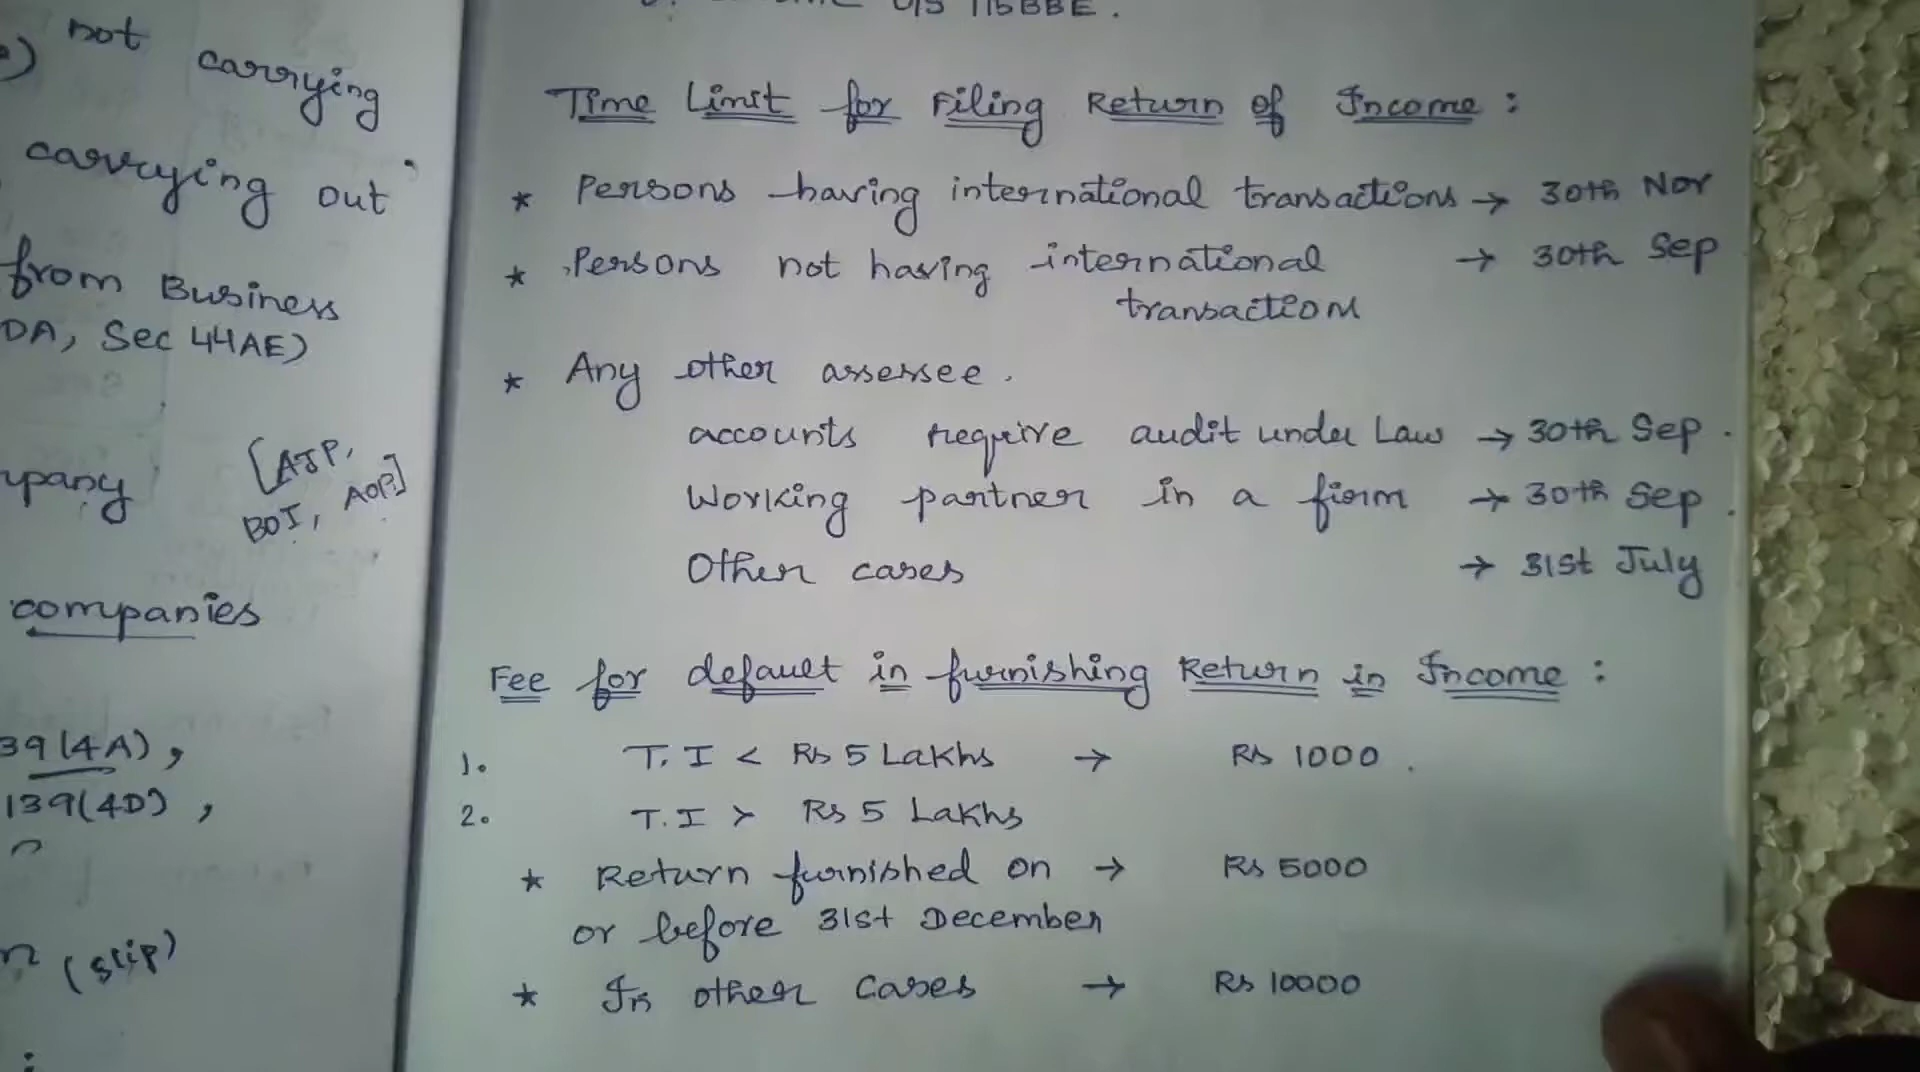 not
carrying
carrying out
from Business
DA, Sec 44AE)
[AJP,
BOI, AOP]
companies
39(4A),
139(4D),
(slip)
U/S 115BBE.
Time Limit for Filing Return of Income:
* Persons having international transactions → 30th Nov
* Persons not having international → 30th Sep
transaction
* Any other assessee.
accounts require audit under Law → 30th Sep.
Working partner in a firm → 30th Sep.
Other cases → 31st July
Fee for default in furnishing Return in Income:
1. T.I < Rs 5 Lakhs → Rs 1000.
2. T.I > Rs 5 Lakhs
* Return furnished on → Rs 5000
or before 31st December
* In other cases → Rs 10000